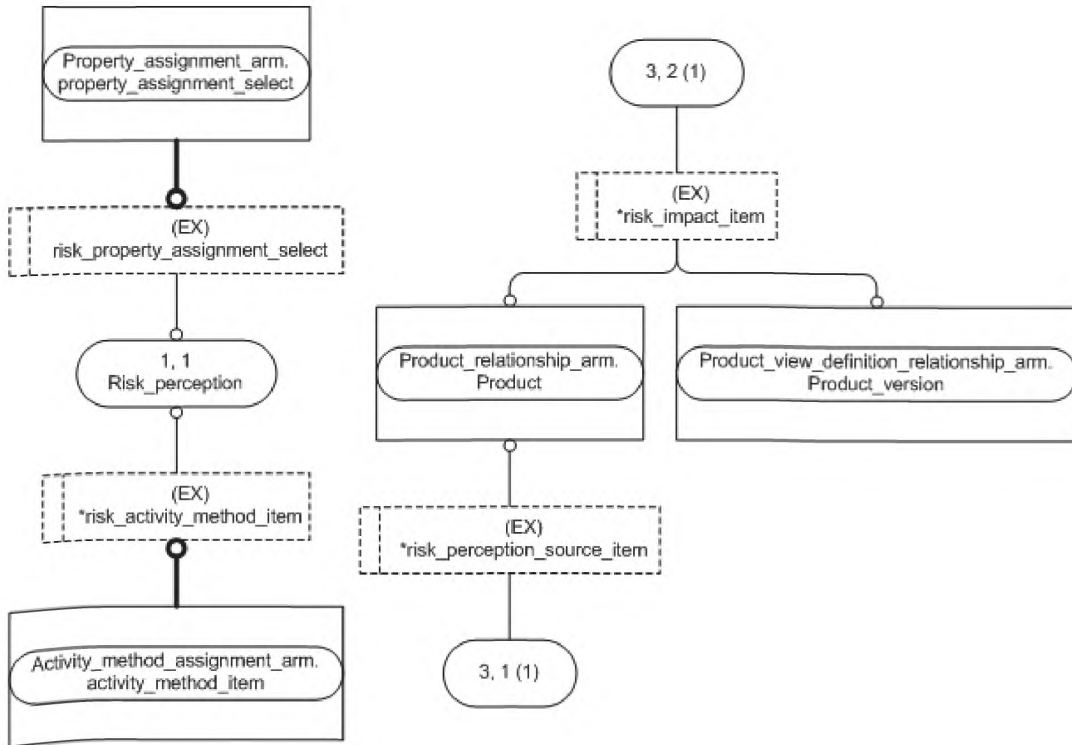 Property_assignment_arm.
property_assignment_select
(EX)
risk_property_assignment_select
1, 1
Risk_perception
(EX)
*risk_activity_method_item
Activity_method_assignment_arm.
activity_method_item
3, 2 (1)
(EX)
*risk_impact_item
Product_relationship_arm.
Product
Product_view_definition_relationship_arm.
Product_version
(EX)
*risk_perception_source_item
3, 1 (1)